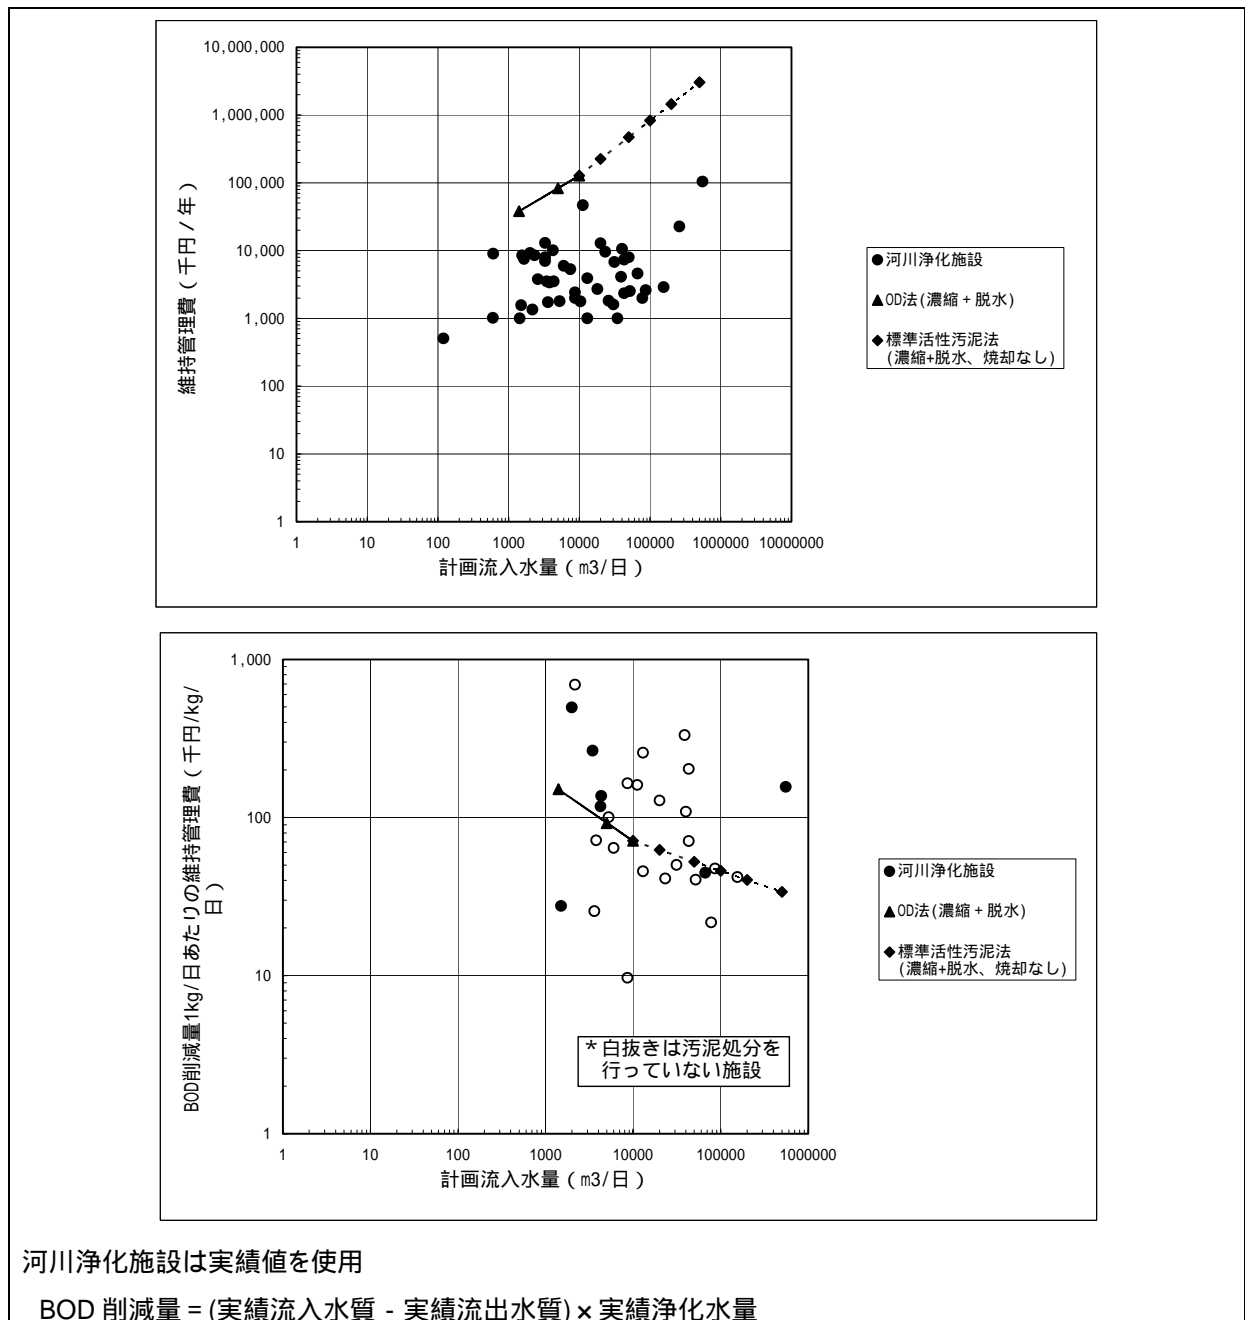 10,000,000
1,000,000
100,000
10,000
1,000
100
10
1
維持管理費（千円／年）
1 10 100 1000 10000 100000 1000000 10000000
計画流入水量（m3/日）
●河川浄化施設
▲OD法(濃縮＋脱水)
◆標準活性汚泥法
(濃縮+脱水、焼却なし)
1,000
100
10
1
BOD削減量1kg/日あたりの維持管理費（千円/kg/
日）
＊白抜きは汚泥処分を
行っていない施設
1 10 100 1000 10000 100000 1000000
計画流入水量（m3/日）
●河川浄化施設
▲OD法(濃縮＋脱水)
◆標準活性汚泥法
(濃縮+脱水、焼却なし)
河川浄化施設は実績値を使用
BOD 削減量 = (実績流入水質 - 実績流出水質) × 実績浄化水量